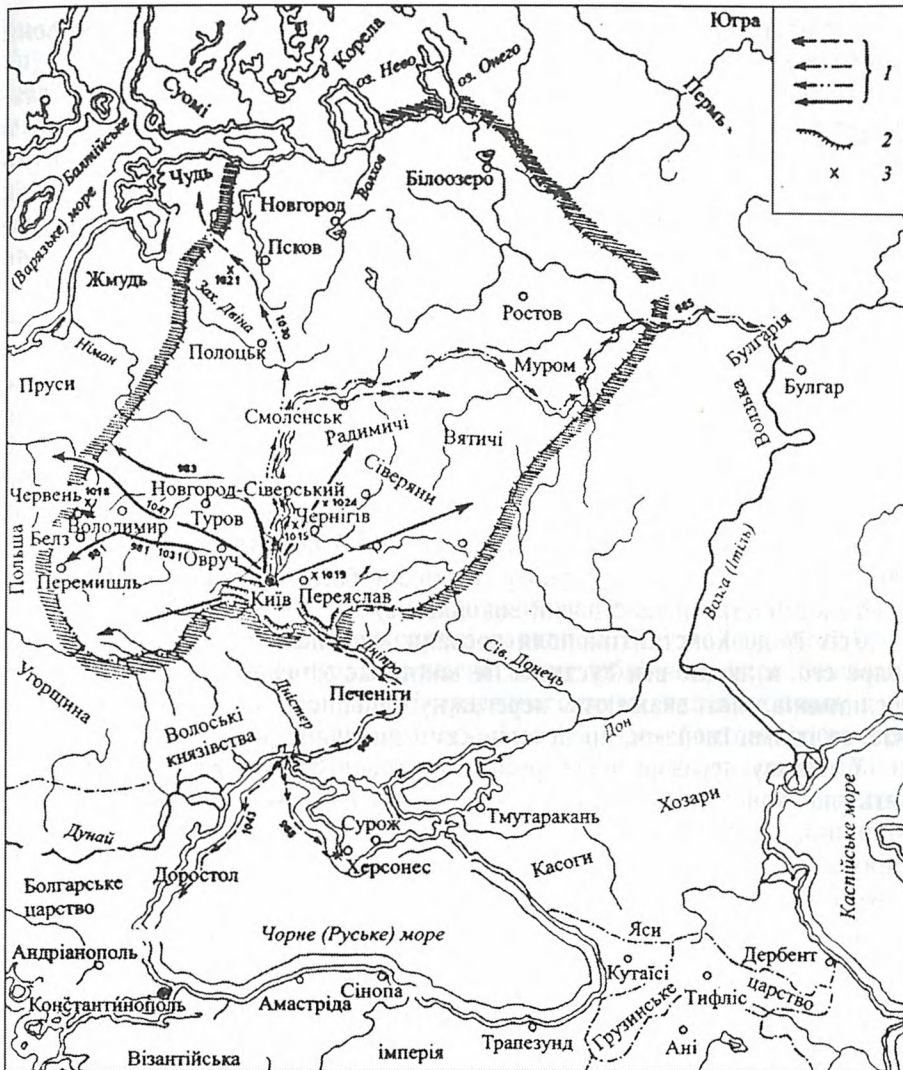 Югра
1
2
3
Корела
оз. Нево
оз. Онего
Пермь
Суомі
Балтійське
(Варязьке) море
Чудь
Новгород
Волхов
Білоозеро
Псков
1021
Жмудь
Зах. Двіна
1030
Ростов
985
Полоцьк
Німан
Муром
Булгарія
Булгар
Пруси
Волзька
Смоленськ
Радимичі
Вятичі
983
Сіверяни
Червень
1018
1047
Новгород-Сіверський
1024
Володимир
Туров
Чернігів
1015
Белз
981
981
1031
Овруч
Польща
Перемишль
1019
Київ
Переяслав
Волга (Ітіль)
Сів. Донець
Угорщина
Дніпро
Печеніги
Волоські
князівства
Дон
Хозари
Тмутаракань
Дунай
1043
Сурож
Херсонес
Касоги
Каспійське море
Доростол
Болгарське
царство
Чорне (Руське) море
Яси
Андріанополь
Дербент
Кутаїсі
Константинополь
Амастріда
Сінопа
Тифліс
царство
Грузинське
Трапезунд
Ані
Візантійська
імперія